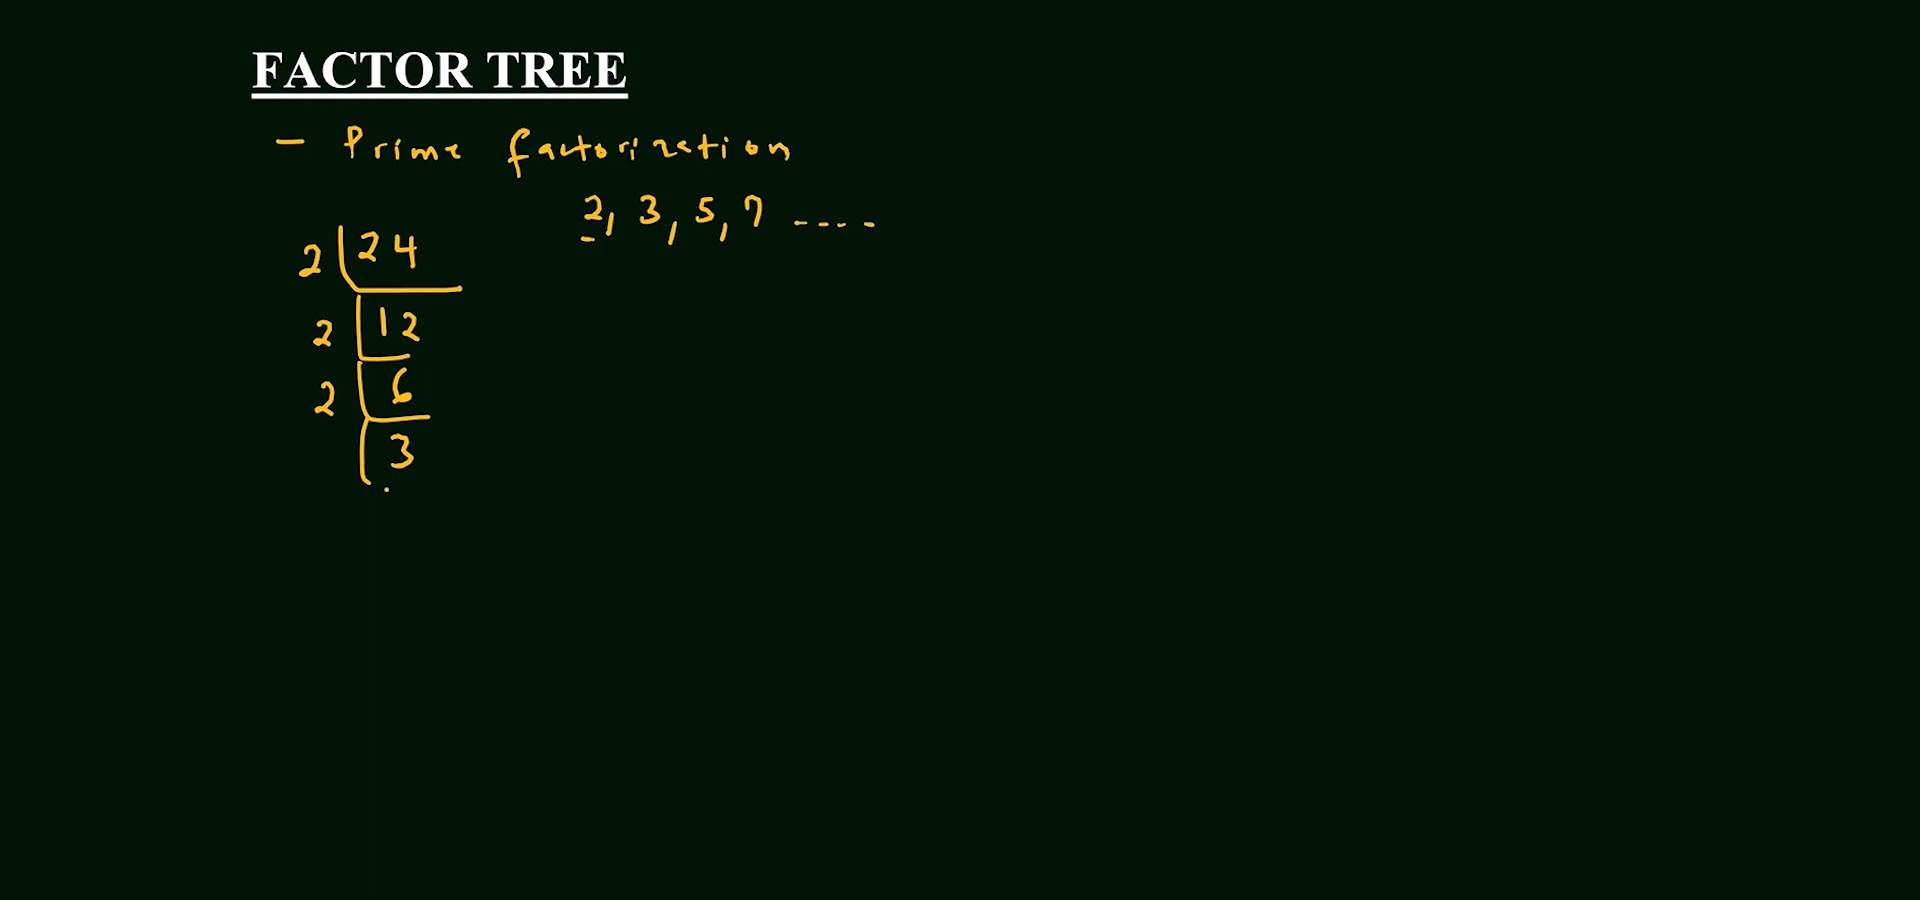 FACTOR TREE
- Prime factorization
2, 3, 5, 7 ....
2 24
2 12
2 6
3